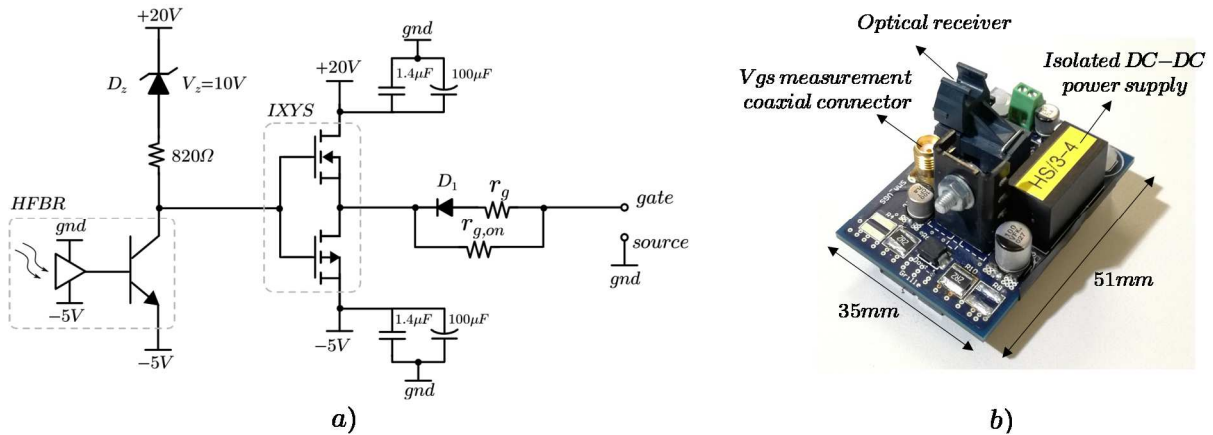 +20V
D_z
V_z=10V
820Ω
HFBR
gnd
−5V
−5V
IXYS
+20V
gnd
1.4μF
100μF
D₁
r_g
r_g,on
gate
source
gnd
−5V
1.4μF
100μF
gnd
a)
Optical receiver
Vgs measurement
coaxial connector
Isolated DC−DC
power supply
HS/3-4
35mm
51mm
b)